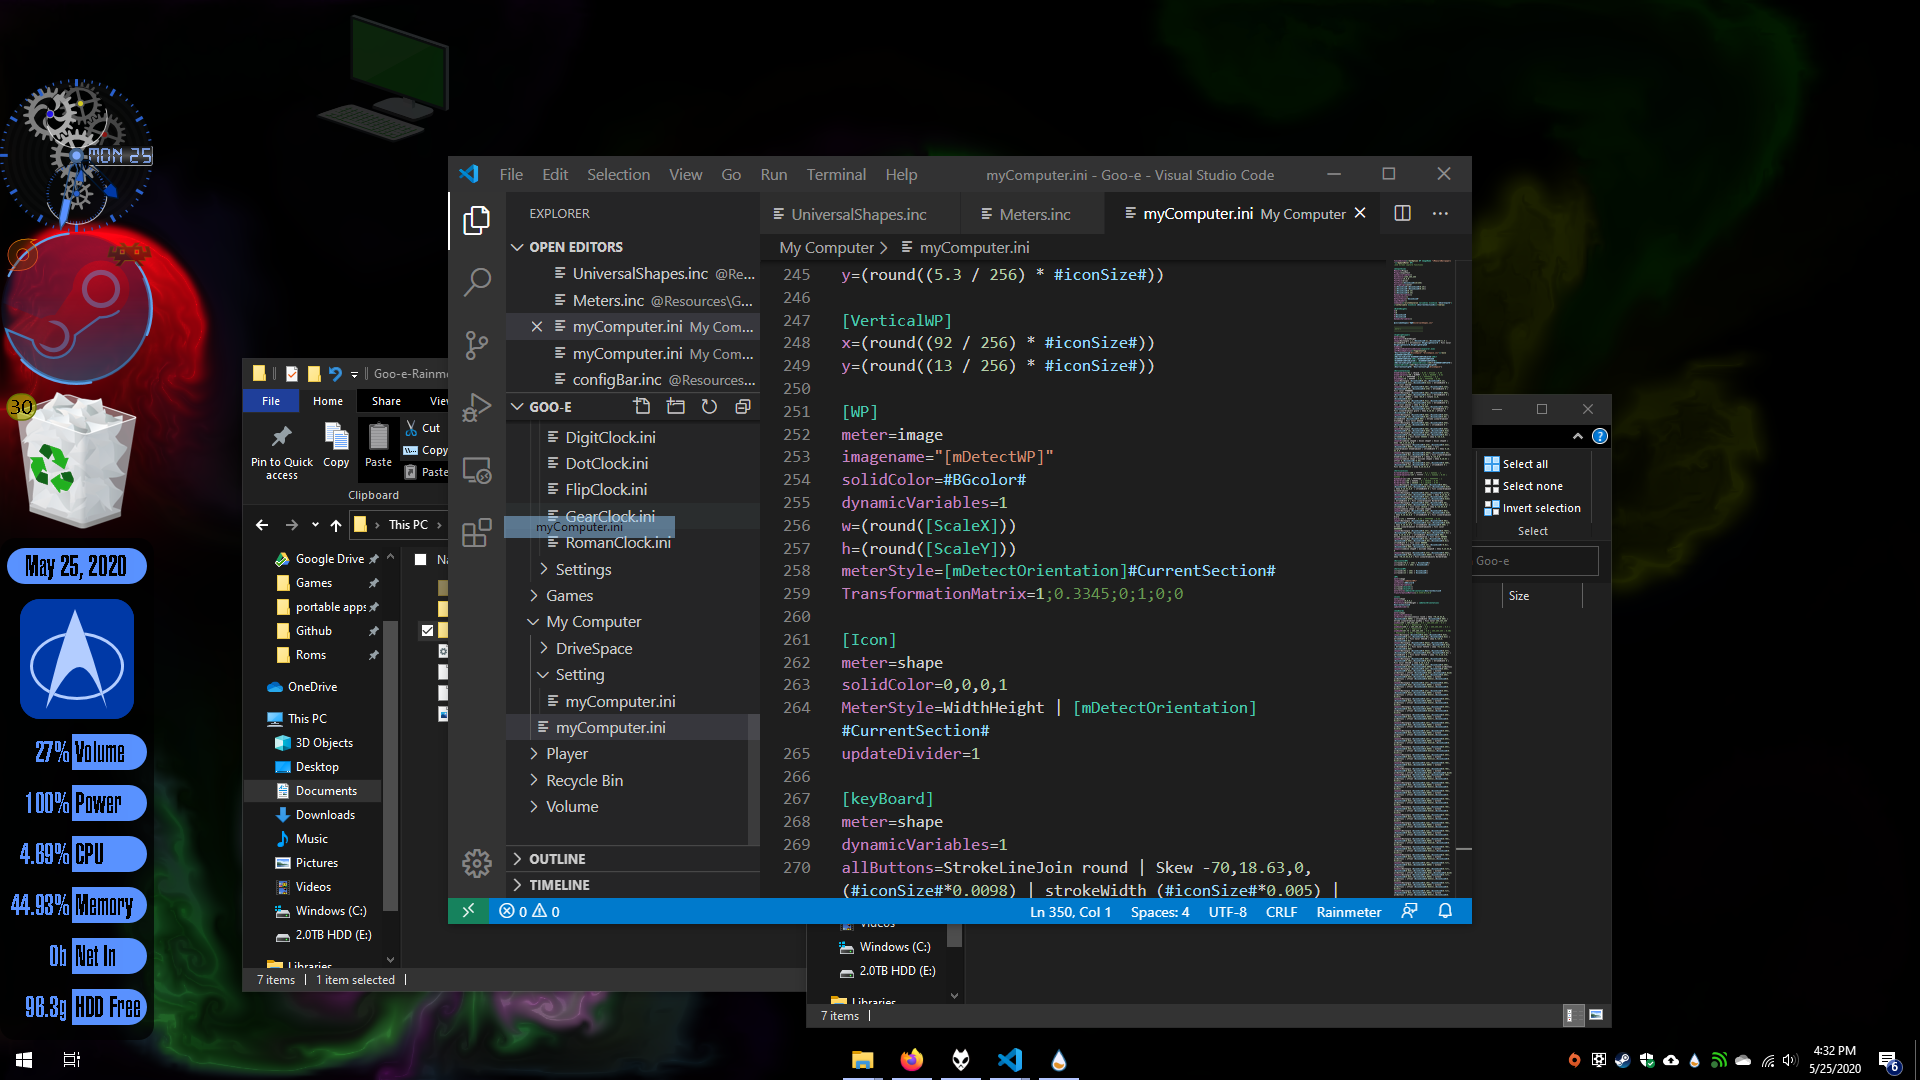 MON 25
30
May 25, 2020
27% Volume
100% Power
4.69% CPU
44.93% Memory
0b Net In
96.3g HDD Free
Goo-e-Rainm
File Home Share Vie
Pin to Quick access
Copy
Paste
Cut
Copy
Paste
Clipboard
This PC
Google Drive
Games
portable apps
Github
Roms
OneDrive
This PC
3D Objects
Desktop
Documents
Downloads
Music
Pictures
Videos
Windows (C:)
2.0TB HDD (E:)
Libraries
7 items 1 item selected
File Edit Selection View Go Run Terminal Help
myComputer.ini - Goo-e - Visual Studio Code
EXPLORER
OPEN EDITORS
UniversalShapes.inc @Re...
Meters.inc @Resources\G...
myComputer.ini My Com...
myComputer.ini My Com...
configBar.inc @Resources...
GOO-E
DigitClock.ini
DotClock.ini
FlipClock.ini
GearClock.ini
myComputer.ini
RomanClock.ini
Settings
Games
My Computer
DriveSpace
Setting
myComputer.ini
myComputer.ini
Player
Recycle Bin
Volume
OUTLINE
TIMELINE
UniversalShapes.inc
Meters.inc
myComputer.ini My Computer
My Computer > myComputer.ini
245 y=(round((5.3 / 256) * #iconSize#))
246
247 [VerticalWP]
248 x=(round((92 / 256) * #iconSize#))
249 y=(round((13 / 256) * #iconSize#))
250
251 [WP]
252 meter=image
253 imagename="[mDetectWP]"
254 solidColor=#BGcolor#
255 dynamicVariables=1
256 w=(round([ScaleX]))
257 h=(round([ScaleY]))
258 meterStyle=[mDetectOrientation]#CurrentSection#
259 TransformationMatrix=1;0.3345;0;1;0;0
260
261 [Icon]
262 meter=shape
263 solidColor=0,0,0,1
264 MeterStyle=WidthHeight | [mDetectOrientation]
#CurrentSection#
265 updateDivider=1
266
267 [keyBoard]
268 meter=shape
269 dynamicVariables=1
270 allButtons=StrokeLineJoin round | Skew -70,18.63,0,
(#iconSize#*0.0098) | strokeWidth (#iconSize#*0.005) |
0 0
Ln 350, Col 1 Spaces: 4 UTF-8 CRLF Rainmeter
Select all
Select none
Invert selection
Select
Goo-e
Size
Videos
Windows (C:)
2.0TB HDD (E:)
Libraries
7 items
4:32 PM
5/25/2020
6